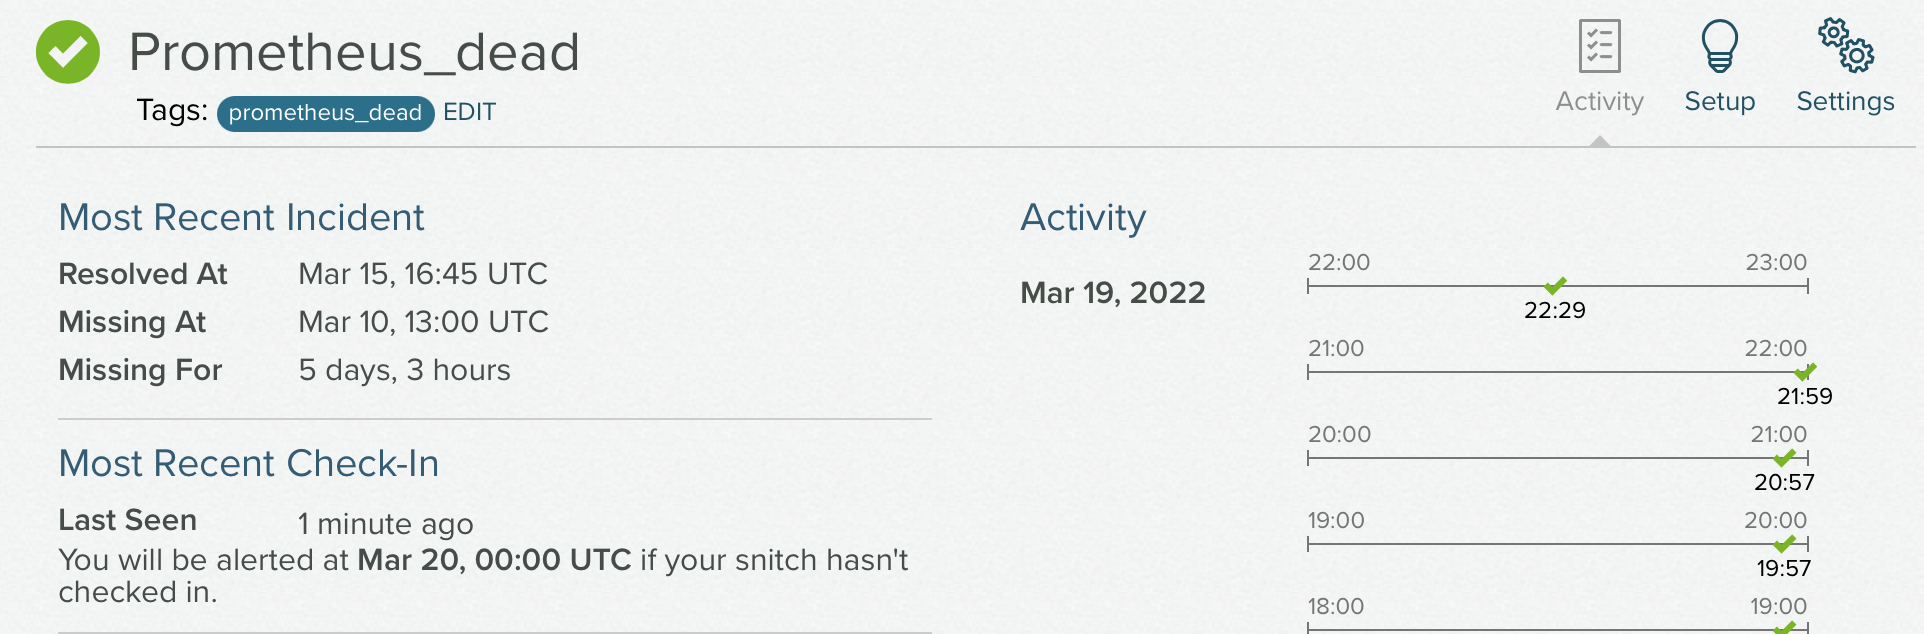 Prometheus_dead
Tags: prometheus_dead EDIT
Activity
Setup
Settings
Most Recent Incident
Resolved At Mar 15, 16:45 UTC
Missing At Mar 10, 13:00 UTC
Missing For 5 days, 3 hours
Most Recent Check-In
Last Seen 1 minute ago
You will be alerted at Mar 20, 00:00 UTC if your snitch hasn't
checked in.
Activity
Mar 19, 2022
22:00 23:00
22:29
21:00 22:00
21:59
20:00 21:00
20:57
19:00 20:00
19:57
18:00 19:00